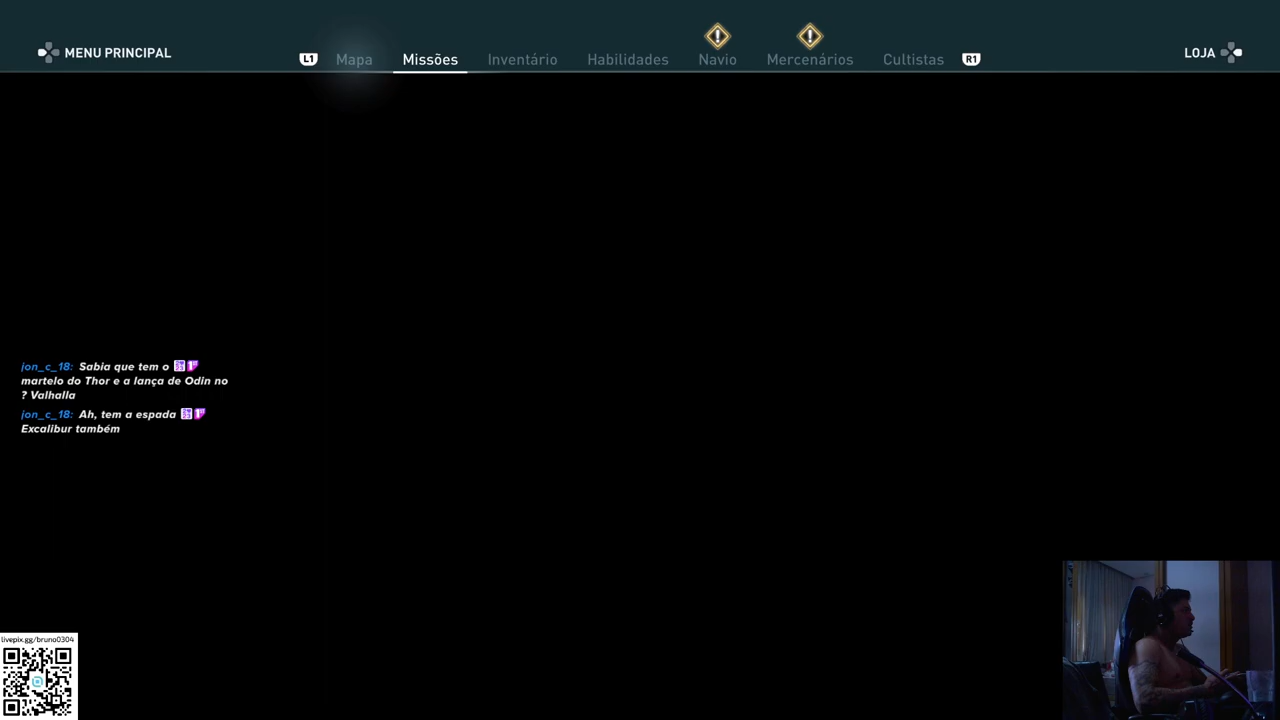 MENU PRINCIPAL
L1 Mapa Missões Inventário Habilidades Navio Mercenários Cultistas R1
LOJA
jon_c_18: Sabia que tem o
martelo do Thor e a lança de Odin no
? Valhalla
jon_c_18: Ah, tem a espada
Excalibur também
livepix.gg/bruno0304